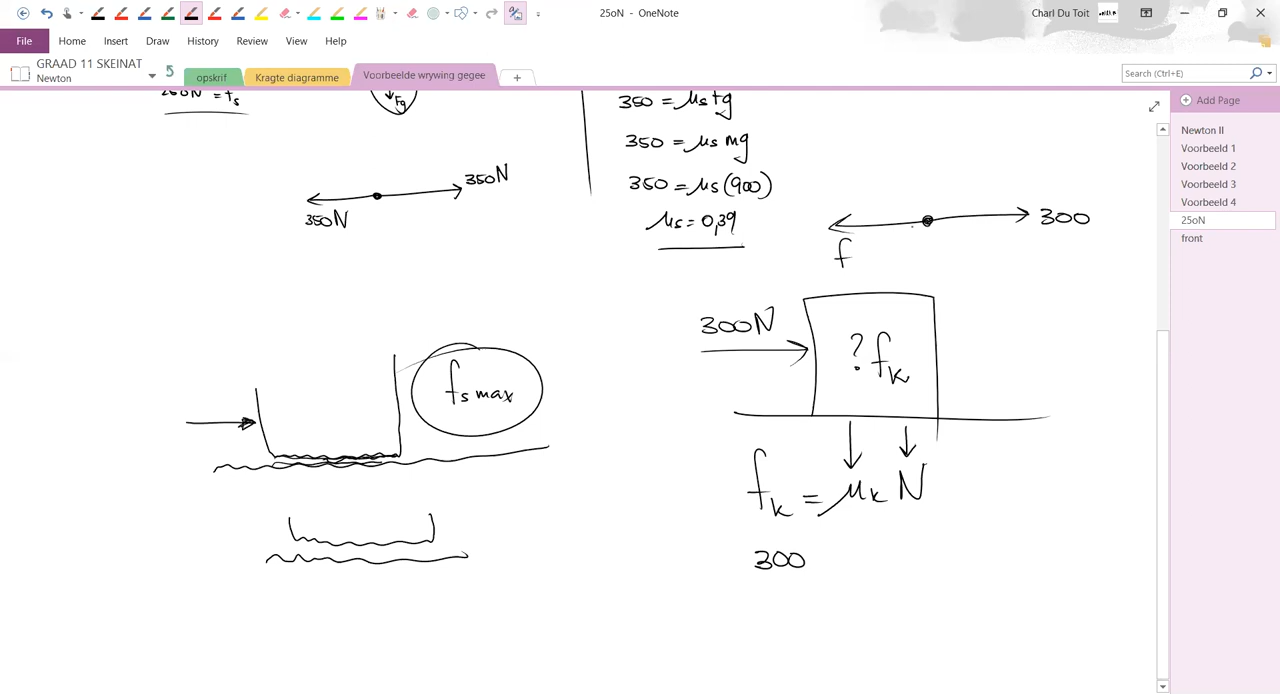 25oN - OneNote
Charl Du Toit
File Home Insert Draw History Review View Help
GRAAD 11 SKEINAT
Newton
opskrif
Kragte diagramme
Voorbeelde wrywing gegee
+
Search (Ctrl+E)
Add Page
Newton II
Voorbeeld 1
Voorbeeld 2
Voorbeeld 3
Voorbeeld 4
25oN
front
250N = fs
Fg
350N
350N
350 = μs Fg
350 = μs mg
350 = μs(900)
μs = 0,39
300
f
300N
? fk
fs max
fk = μk N
300